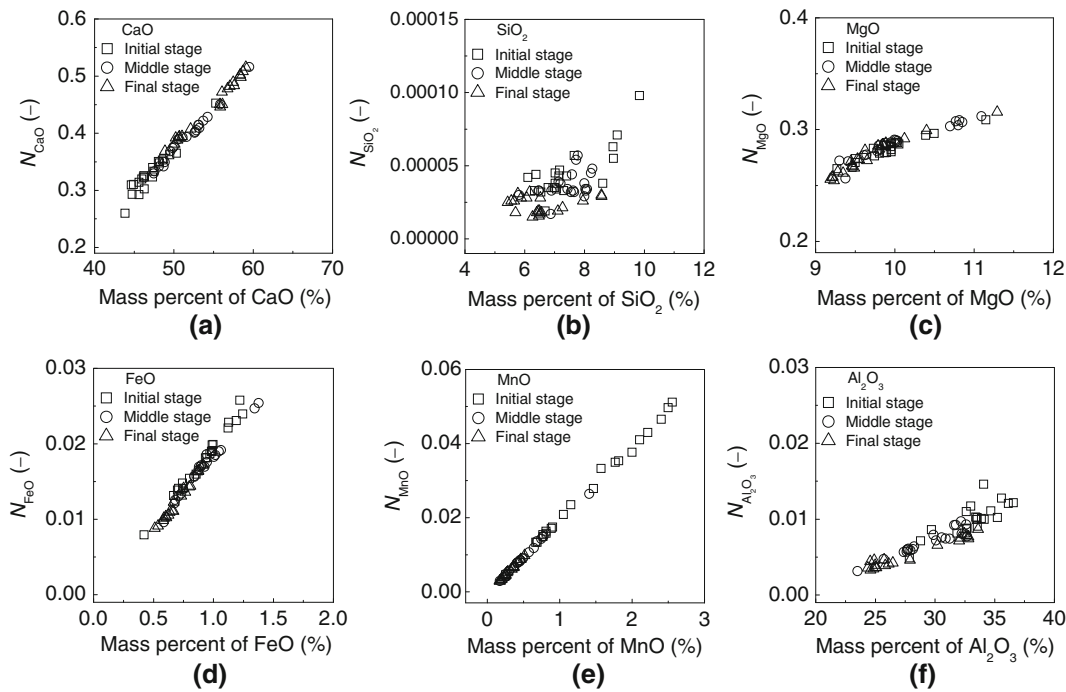 CaO
Initial stage
Middle stage
Final stage
0.6
0.5
0.4
0.3
0.2
N_CaO (−)
40 50 60 70
Mass percent of CaO (%)
(a)
SiO₂
Initial stage
Middle stage
Final stage
0.00015
0.00010
0.00005
0.00000
N_SiO₂ (−)
4 6 8 10 12
Mass percent of SiO₂ (%)
(b)
MgO
Initial stage
Middle stage
Final stage
0.4
0.3
0.2
N_MgO (−)
9 10 11 12
Mass percent of MgO (%)
(c)
FeO
Initial stage
Middle stage
Final stage
0.03
0.02
0.01
0.00
N_FeO (−)
0.0 0.5 1.0 1.5 2.0
Mass percent of FeO (%)
(d)
MnO
Initial stage
Middle stage
Final stage
0.06
0.04
0.02
0.00
N_MnO (−)
0 1 2 3
Mass percent of MnO (%)
(e)
Al₂O₃
Initial stage
Middle stage
Final stage
0.03
0.02
0.01
0.00
N_Al₂O₃ (−)
20 25 30 35 40
Mass percent of Al₂O₃ (%)
(f)